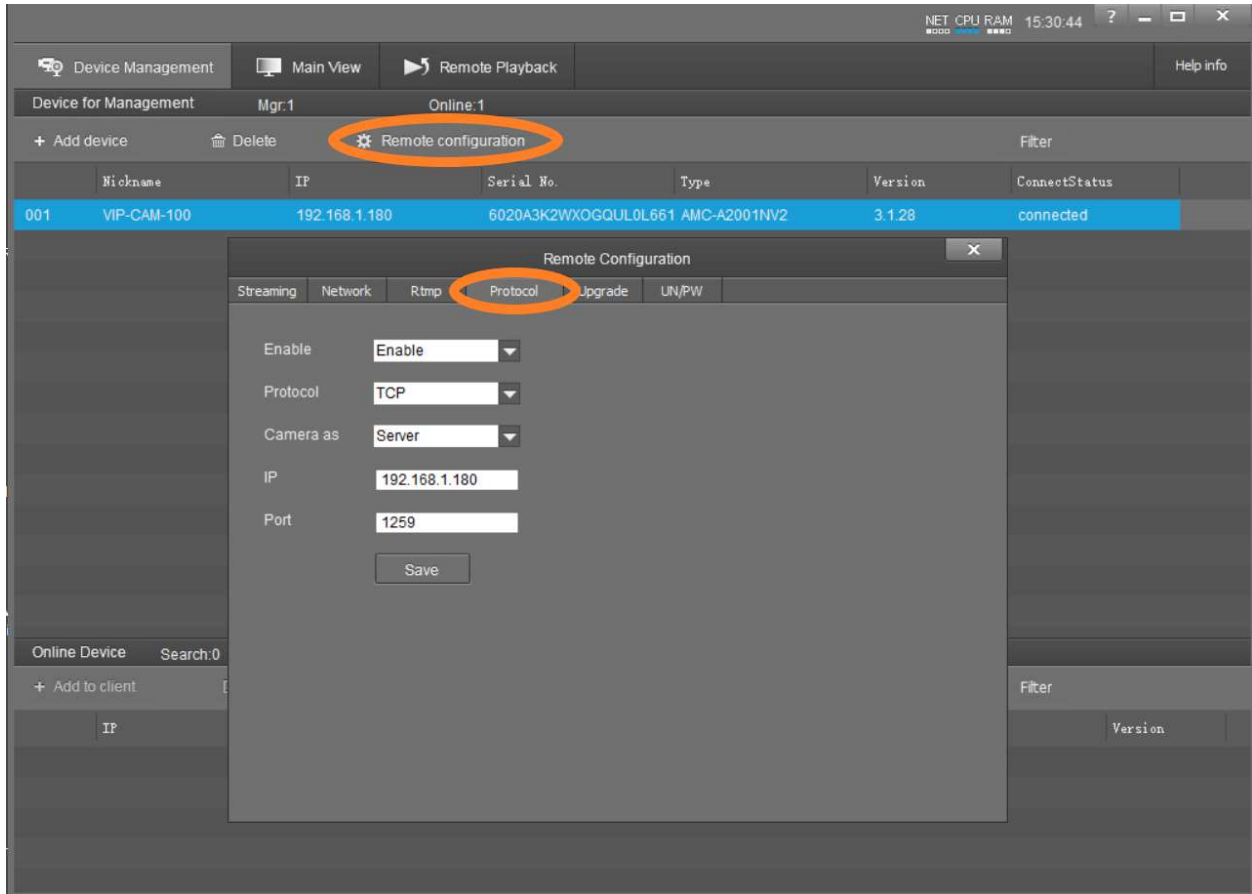 NET CPU RAM 15:30:44 ?
Device Management Main View Remote Playback Help info
Device for Management Mgr:1 Online:1
+ Add device Delete Remote configuration Filter
Nickname IP Serial No. Type Version ConnectStatus
001 VIP-CAM-100 192.168.1.180 6020A3K2WXOGQUL0L661 AMC-A2001NV2 3.1.28 connected
Remote Configuration
Streaming Network Rtmp Protocol Upgrade UN/PW
Enable Enable
Protocol TCP
Camera as Server
IP 192.168.1.180
Port 1259
Save
Online Device Search:0
+ Add to client Filter
IP Version